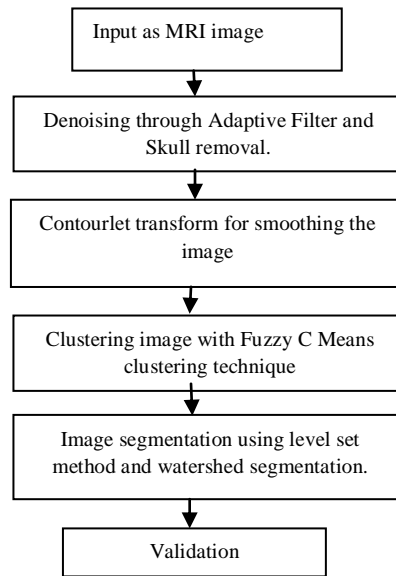 Input as MRI image
Denoising through Adaptive Filter and
Skull removal.
Contourlet transform for smoothing the
image
Clustering image with Fuzzy C Means
clustering technique
Image segmentation using level set
method and watershed segmentation.
Validation